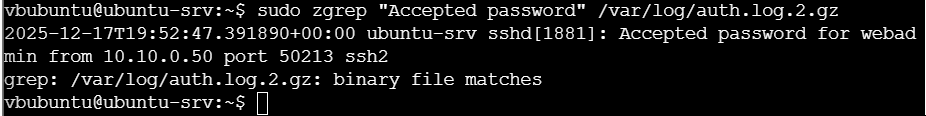 vbubuntu@ubuntu-srv:~$ sudo zgrep "Accepted password" /var/log/auth.log.2.gz
2025-12-17T19:52:47.391890+00:00 ubuntu-srv sshd[1881]: Accepted password for webad
min from 10.10.0.50 port 50213 ssh2
grep: /var/log/auth.log.2.gz: binary file matches
vbubuntu@ubuntu-srv:~$